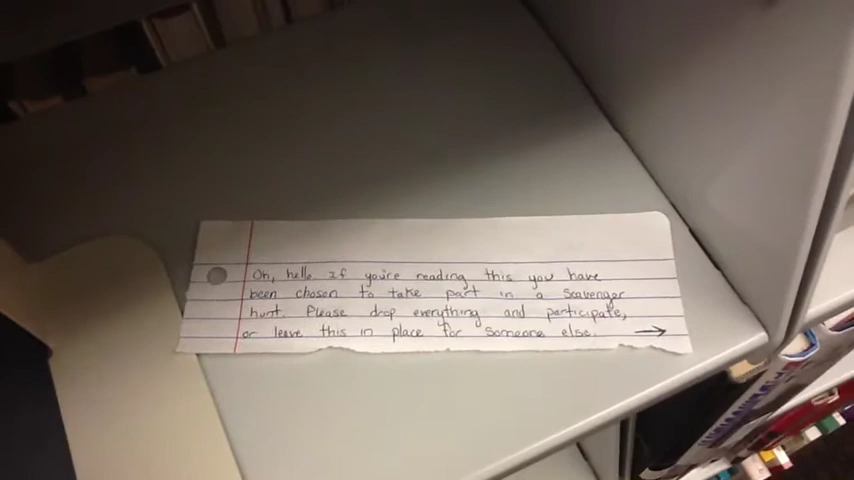 Oh, hello. If you're reading this you have
been chosen to take part in a Scavenger
hunt. Please drop everything and participate,
or leave this in place for someone else. →